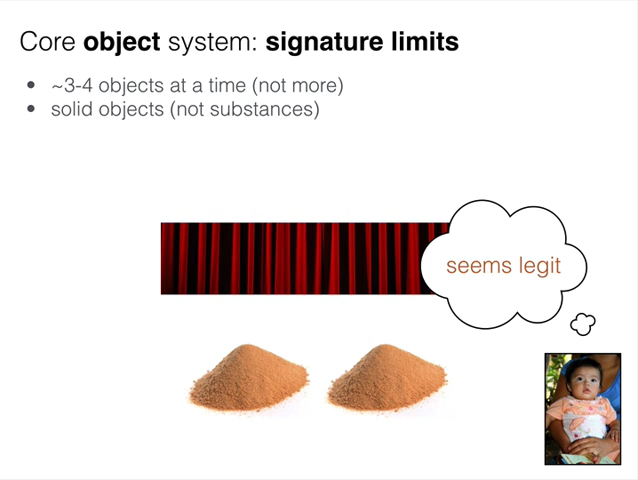 Core object system: signature limits
• ~3-4 objects at a time (not more)
• solid objects (not substances)
seems legit